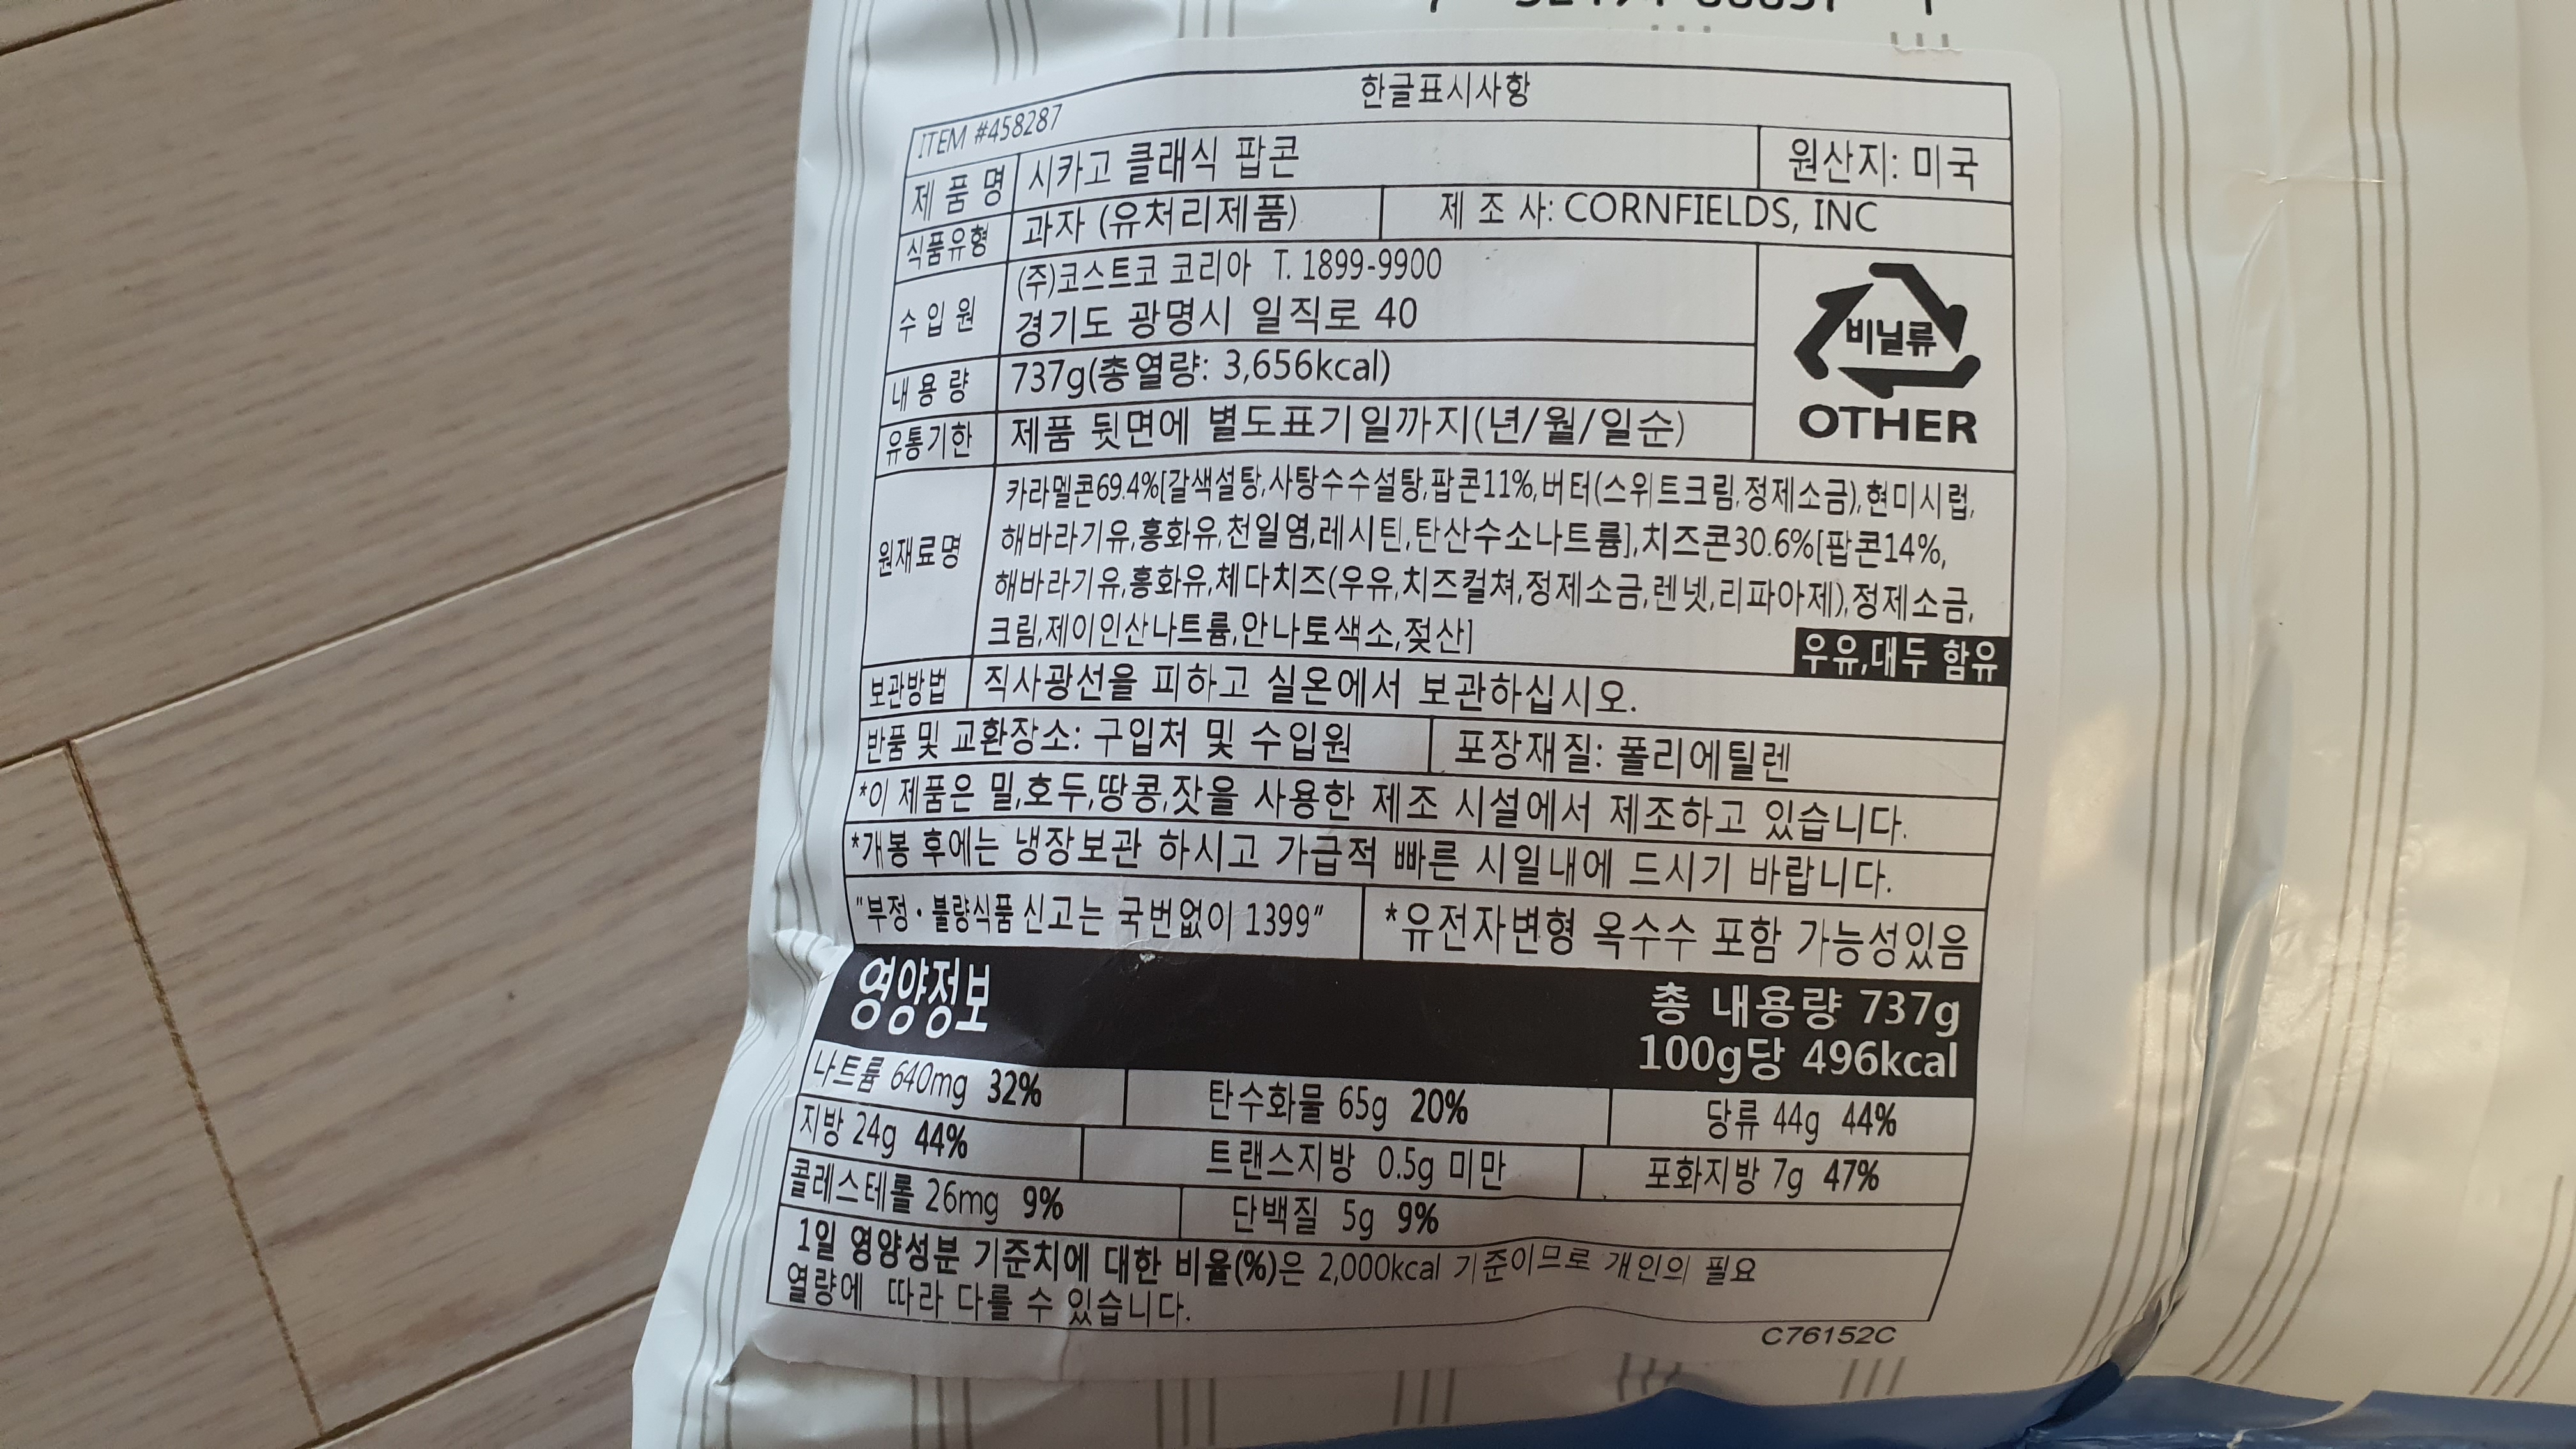 한글표시사항
ITEM #458287
제품명 시카고 클래식 팝콘 원산지: 미국
식품유형 과자 (유처리제품) 제 조 사: CORNFIELDS, INC
수입원 (주)코스트코 코리아 T. 1899-9900
경기도 광명시 일직로 40
비닐류
OTHER
내용량 737g(총열량: 3,656kcal)
유통기한 제품 뒷면에 별도표기일까지(년/월/일순)
원재료명 카라멜콘69.4%[갈색설탕,사탕수수설탕,팝콘11%,버터(스위트크림,정제소금),현미시럽,
해바라기유,홍화유,천일염,레시틴,탄산수소나트륨],치즈콘30.6%[팝콘14%,
해바라기유,홍화유,체다치즈(우유,치즈컬쳐,정제소금,렌넷,리파아제),정제소금,
크림,제이인산나트륨,안나토색소,젖산]
우유,대두 함유
보관방법 직사광선을 피하고 실온에서 보관하십시오.
반품 및 교환장소: 구입처 및 수입원 포장재질: 폴리에틸렌
*이 제품은 밀,호두,땅콩,잣을 사용한 제조 시설에서 제조하고 있습니다.
*개봉 후에는 냉장보관 하시고 가급적 빠른 시일내에 드시기 바랍니다.
"부정·불량식품 신고는 국번없이 1399" *유전자변형 옥수수 포함 가능성있음
영양정보 총 내용량 737g
100g당 496kcal
나트륨 640mg 32% 탄수화물 65g 20% 당류 44g 44%
지방 24g 44% 트랜스지방 0.5g 미만 포화지방 7g 47%
콜레스테롤 26mg 9% 단백질 5g 9%
1일 영양성분 기준치에 대한 비율(%)은 2,000kcal 기준이므로 개인의 필요
열량에 따라 다를 수 있습니다.
C76152C